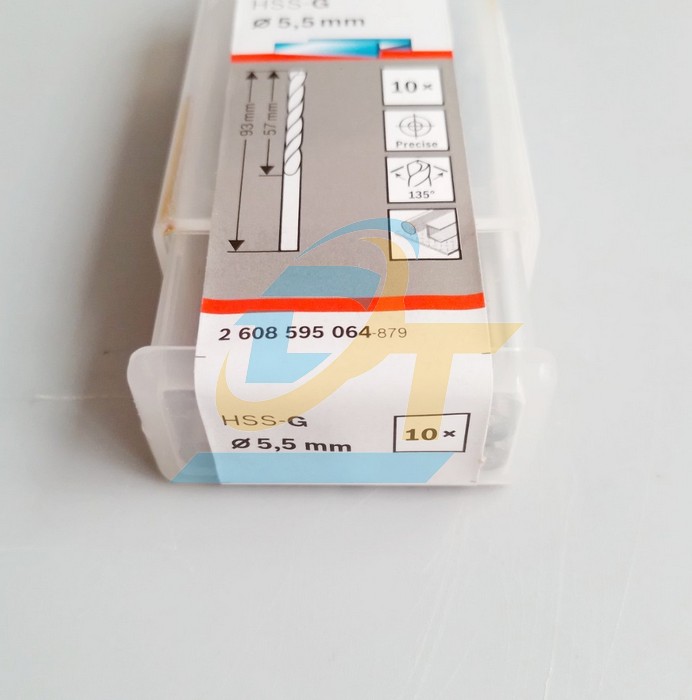 HSS-G
Ø 5,5 mm
93 mm
57 mm
10×
Precise
135°
2 608 595 064-879
HSS-G
Ø 5,5 mm
10×
DT